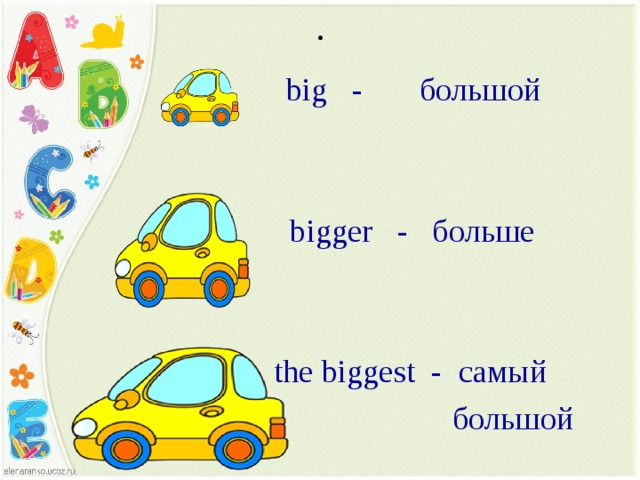 A
B
C
D
E
.
big - большой
bigger - больше
the biggest - самый
большой
elenaranko.ucoz.ru